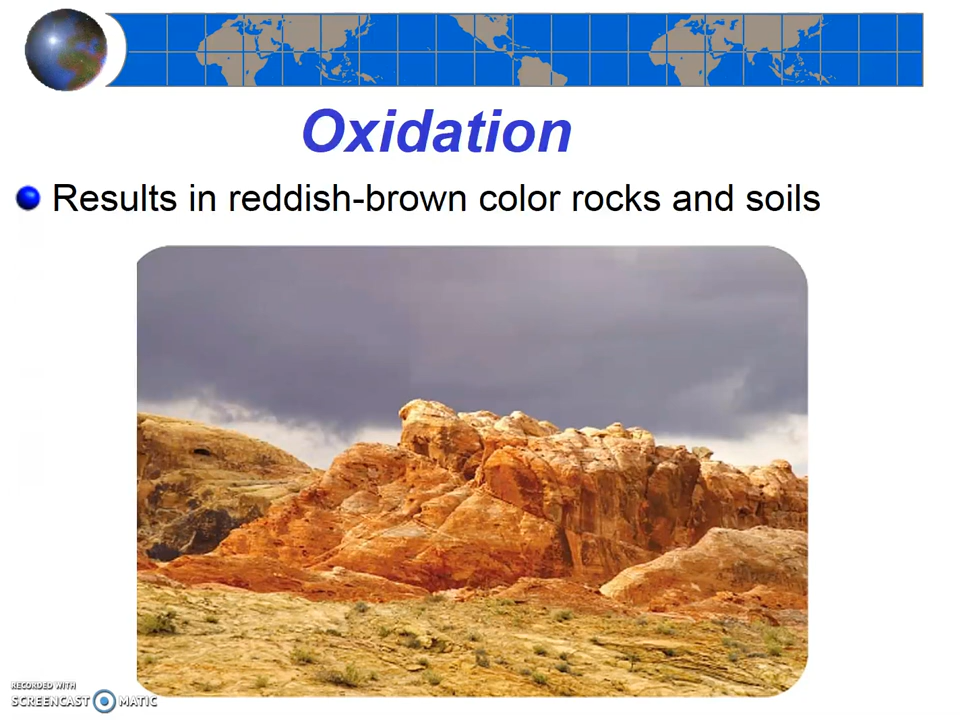 Oxidation
Results in reddish-brown color rocks and soils
RECORDED WITH
SCREENCAST MATIC